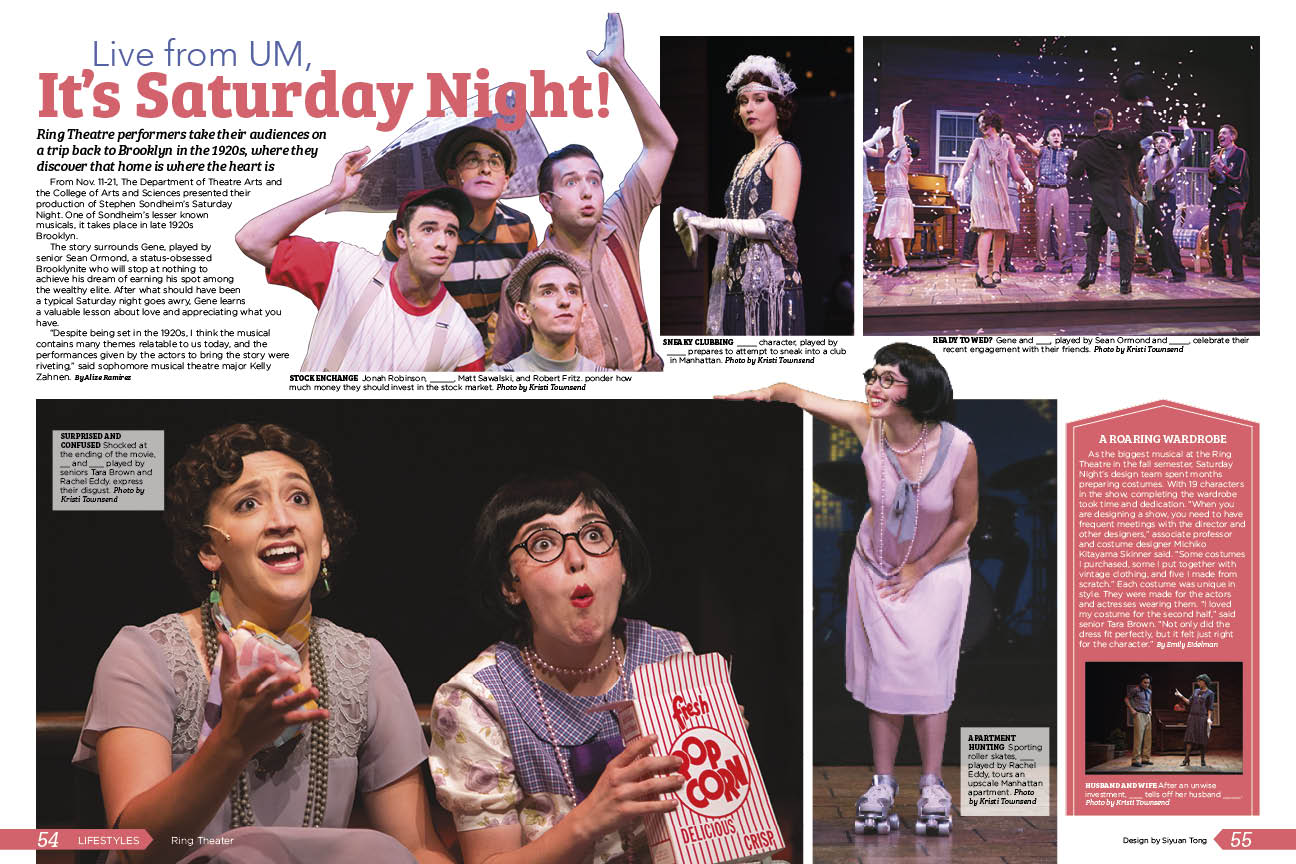 Live from UM,
It's Saturday Night!
Ring Theatre performers take their audiences on
a trip back to Brooklyn in the 1920s, where they
discover that home is where the heart is
From Nov. 11-21, The Department of Theatre Arts and
the College of Arts and Sciences presented their
production of Stephen Sondheim's Saturday
Night. One of Sondheim's lesser known
musicals, it takes place in late 1920s
Brooklyn.
The story surrounds Gene, played by
senior Sean Ormond, a status-obsessed
Brooklynite who will stop at nothing to
achieve his dream of earning his spot among
the wealthy elite. After what should have been
a typical Saturday night goes awry, Gene learns
a valuable lesson about love and appreciating what you
have.
"Despite being set in the 1920s, I think the musical
contains many themes relatable to us today, and the
performances given by the actors to bring the story were
riveting," said sophomore musical theatre major Kelly
Zahnen. By Alize Ramirez
STOCK ENCHANGE Jonah Robinson, _____, Matt Sawalski, and Robert Fritz. ponder how
much money they should invest in the stock market. Photo by Kristi Townsend
SNEAKY CLUBBING ____ character, played by
____ prepares to attempt to sneak into a club
in Manhattan. Photo by Kristi Townsend
READY TO WED? Gene and ___, played by Sean Ormond and ____, celebrate their
recent engagement with their friends. Photo by Kristi Townsend
SURPRISED AND
CONFUSED Shocked at
the ending of the movie,
__ and ___ played by
seniors Tara Brown and
Rachel Eddy. express
their disgust. Photo by
Kristi Townsend
fresh
POP
CORN
DELICIOUS
CRISP
APARTMENT
HUNTING Sporting
roller skates, ___
played by Rachel
Eddy, tours an
upscale Manhattan
apartment. Photo
by Kristi Townsend
A ROARING WARDROBE
As the biggest musical at the Ring
Theatre in the fall semester, Saturday
Night's design team spent months
preparing costumes. With 19 characters
in the show, completing the wardrobe
took time and dedication. "When you
are designing a show, you need to have
frequent meetings with the director and
other designers," associate professor
and costume designer Michiko
Kitayama Skinner said. "Some costumes
I purchased, some I put together with
vintage clothing, and five I made from
scratch." Each costume was unique in
style. They were made for the actors
and actresses wearing them. "I loved
my costume for the second half," said
senior Tara Brown. "Not only did the
dress fit perfectly, but it felt just right
for the character." By Emily Eidelman
HUSBAND AND WIFE After an unwise
investment, ___ tells off her husband ____.
Photo by Kristi Townsend
54 LIFESTYLES Ring Theater
Design by Siyuan Tong 55